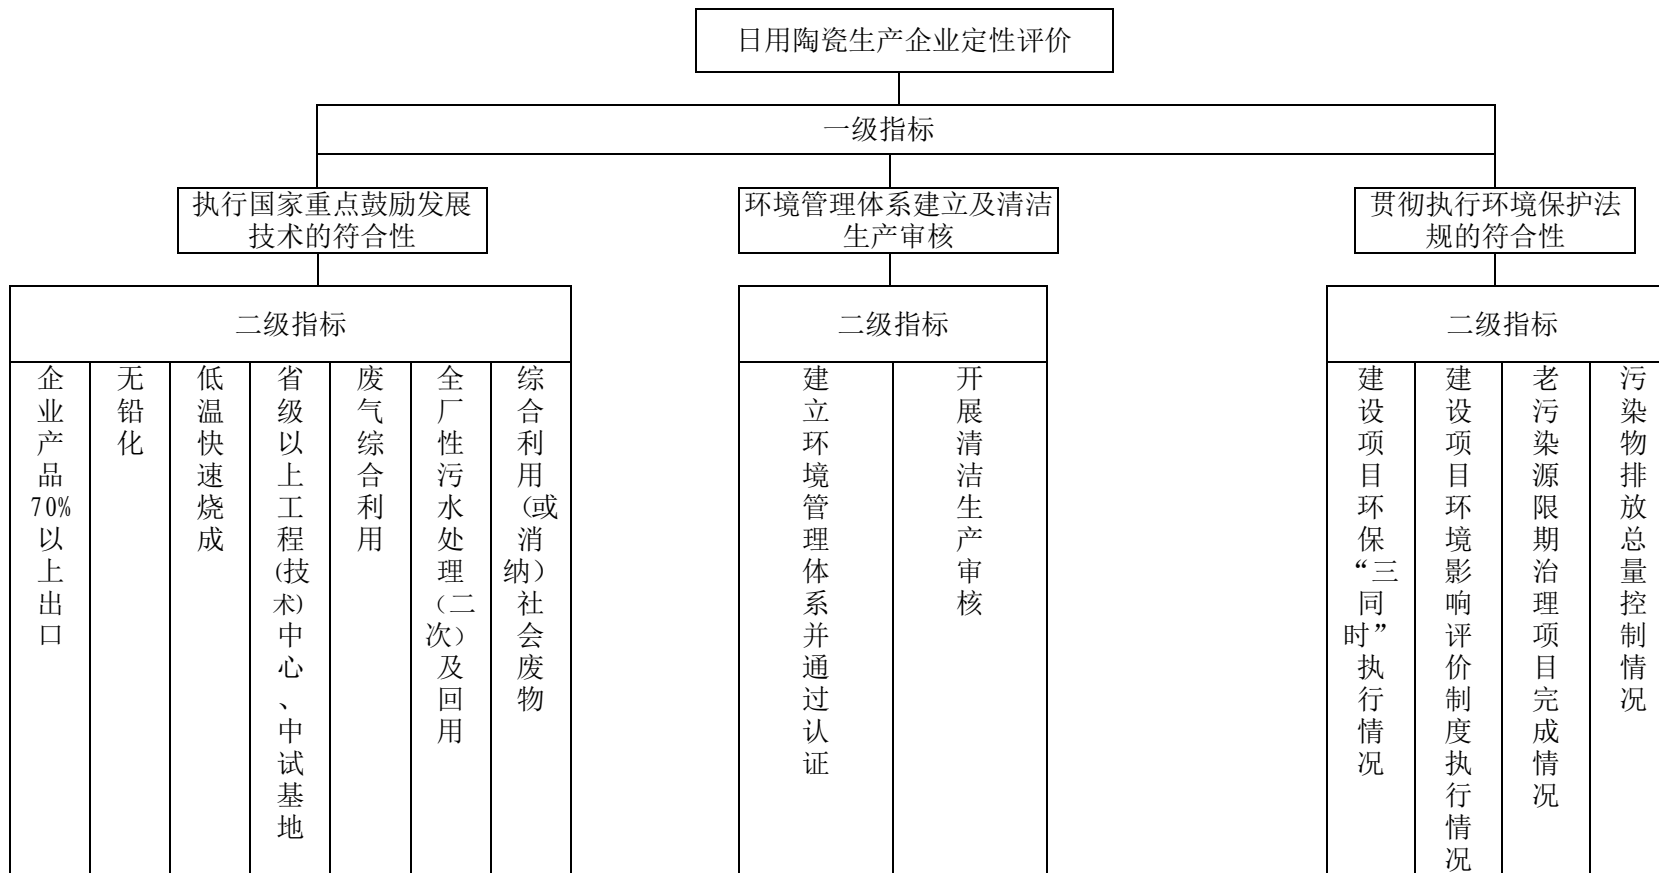 日用陶瓷生产企业定性评价
一级指标
执行国家重点鼓励发展
技术的符合性
环境管理体系建立及清洁
生产审核
贯彻执行环境保护法
规的符合性
二级指标
二级指标
二级指标
企业产品70%以上出口
无铅化
低温快速烧成
省级以上工程(技术)中心、中试基地
废气综合利用
全厂性污水处理（二次）及回用
综合利用（或消纳）社会废物
建立环境管理体系并通过认证
开展清洁生产审核
建设项目环保“三同时”执行情况
建设项目环境影响评价制度执行情况
老污染源限期治理项目完成情况
污染物排放总量控制情况